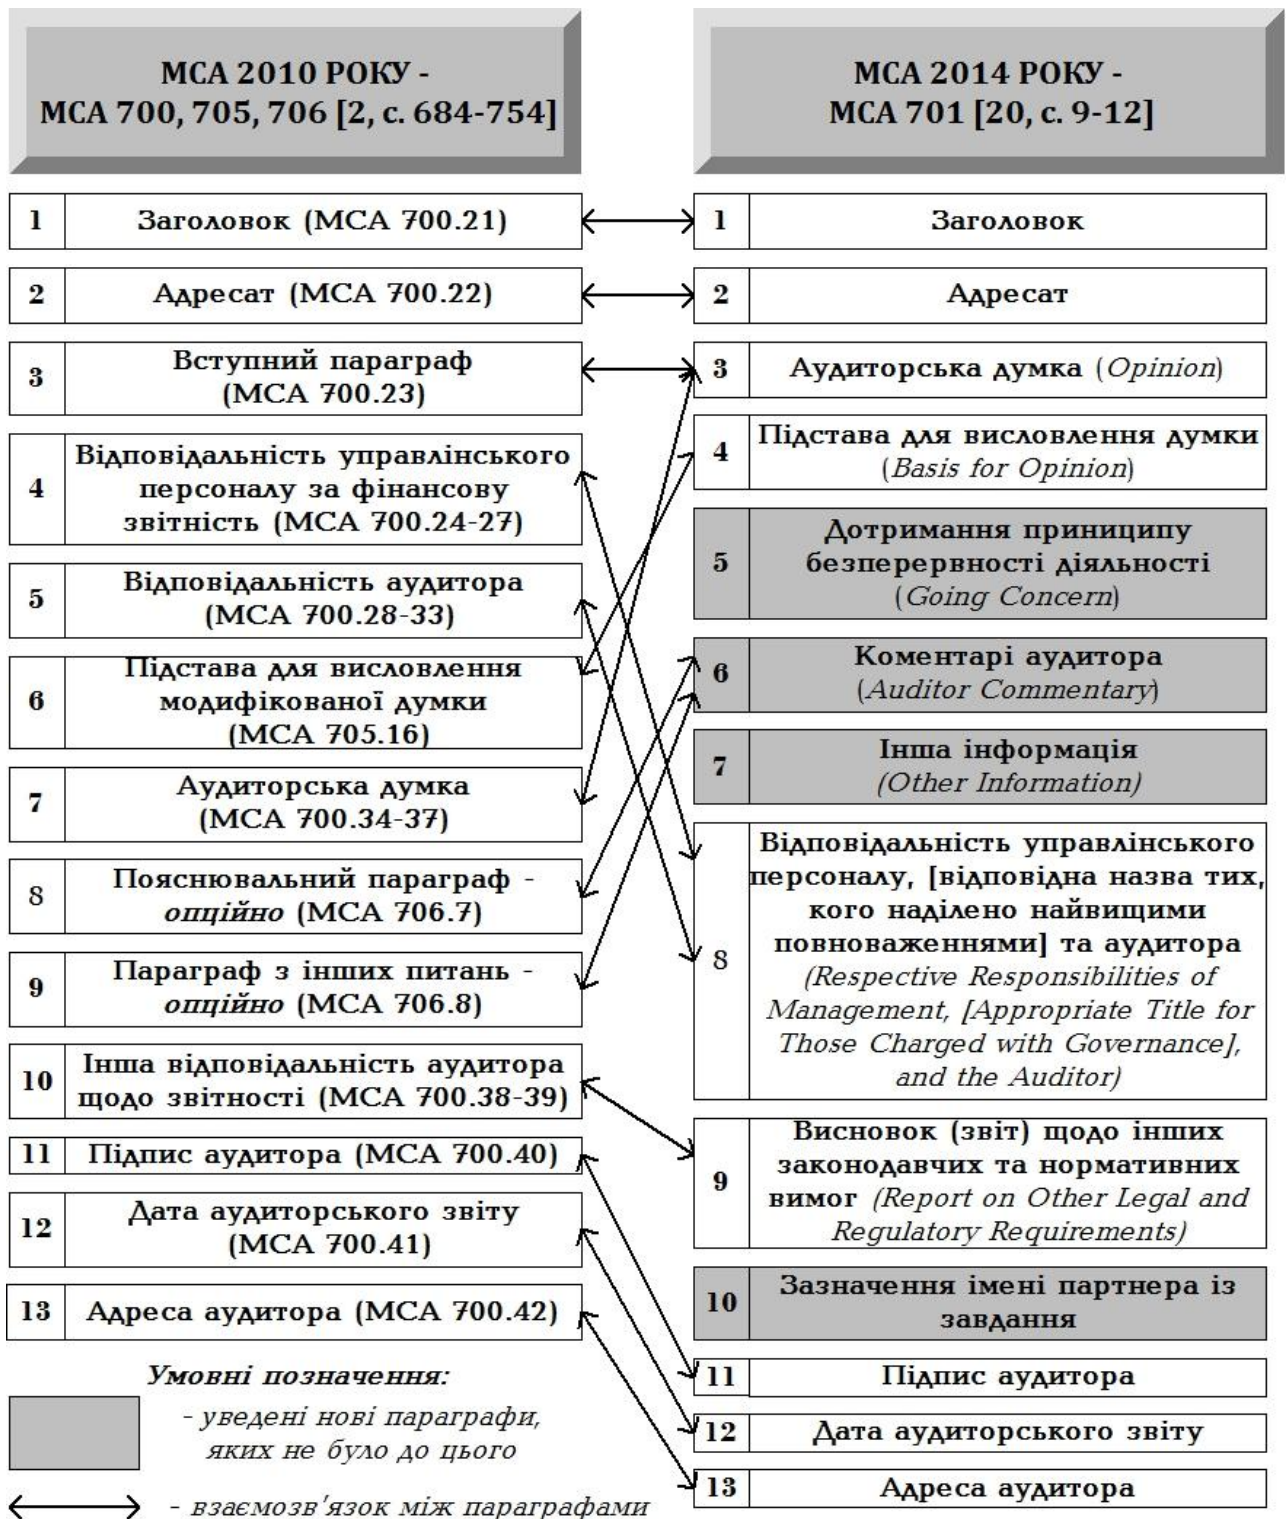 МСА 2010 РОКУ -
МСА 700, 705, 706 [2, с. 684-754]
1 Заголовок (МСА 700.21)
2 Адресат (МСА 700.22)
3 Вступний параграф
(МСА 700.23)
4 Відповідальність управлінського
персоналу за фінансову
звітність (МСА 700.24-27)
5 Відповідальність аудитора
(МСА 700.28-33)
6 Підстава для висловлення
модифікованої думки
(МСА 705.16)
7 Аудиторська думка
(МСА 700.34-37)
8 Пояснювальний параграф -
опційно (МСА 706.7)
9 Параграф з інших питань -
опційно (МСА 706.8)
10 Інша відповідальність аудитора
щодо звітності (МСА 700.38-39)
11 Підпис аудитора (МСА 700.40)
12 Дата аудиторського звіту
(МСА 700.41)
13 Адреса аудитора (МСА 700.42)
Умовні позначення:
- уведені нові параграфи,
яких не було до цього
- взаємозв'язок між параграфами
МСА 2014 РОКУ -
МСА 701 [20, с. 9-12]
1 Заголовок
2 Адресат
3 Аудиторська думка (Opinion)
4 Підстава для висловлення думки
(Basis for Opinion)
5 Дотримання приниципу
безперервності діяльності
(Going Concern)
6 Коментарі аудитора
(Auditor Commentary)
7 Інша інформація
(Other Information)
8 Відповідальність управлінського
персоналу, [відповідна назва тих,
кого наділено найвищими
повноваженнями] та аудитора
(Respective Responsibilities of
Management, [Appropriate Title for
Those Charged with Governance],
and the Auditor)
9 Висновок (звіт) щодо інших
законодавчих та нормативних
вимог (Report on Other Legal and
Regulatory Requirements)
10 Зазначення імені партнера із
завдання
11 Підпис аудитора
12 Дата аудиторського звіту
13 Адреса аудитора